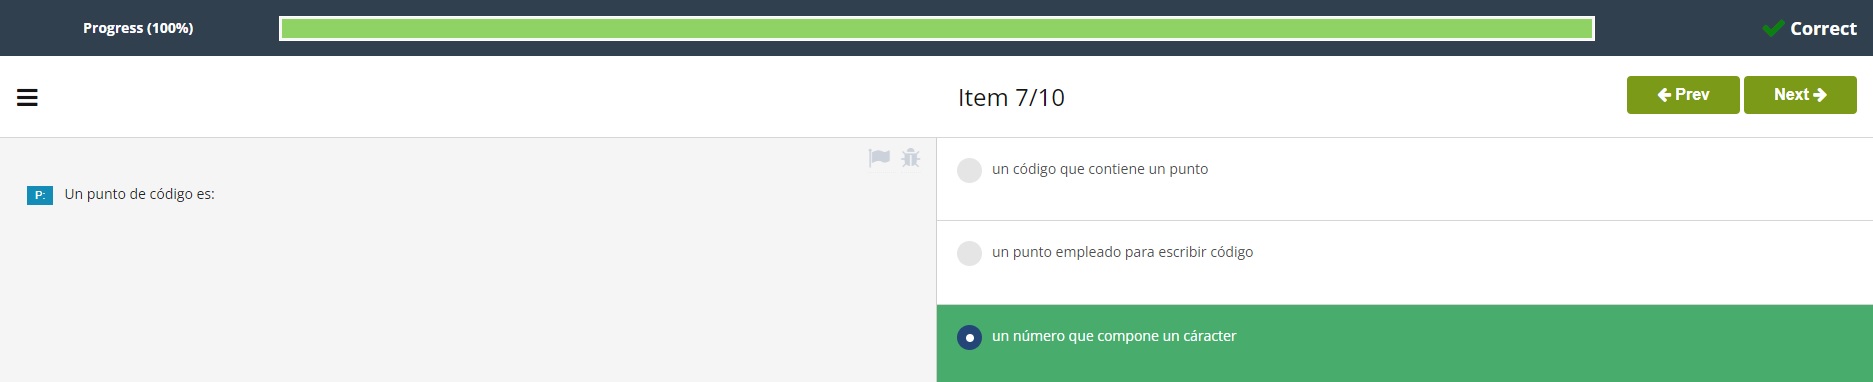 Progress (100%)
Correct
Item 7/10
Prev
Next
P: Un punto de código es:
un código que contiene un punto
un punto empleado para escribir código
un número que compone un cáracter